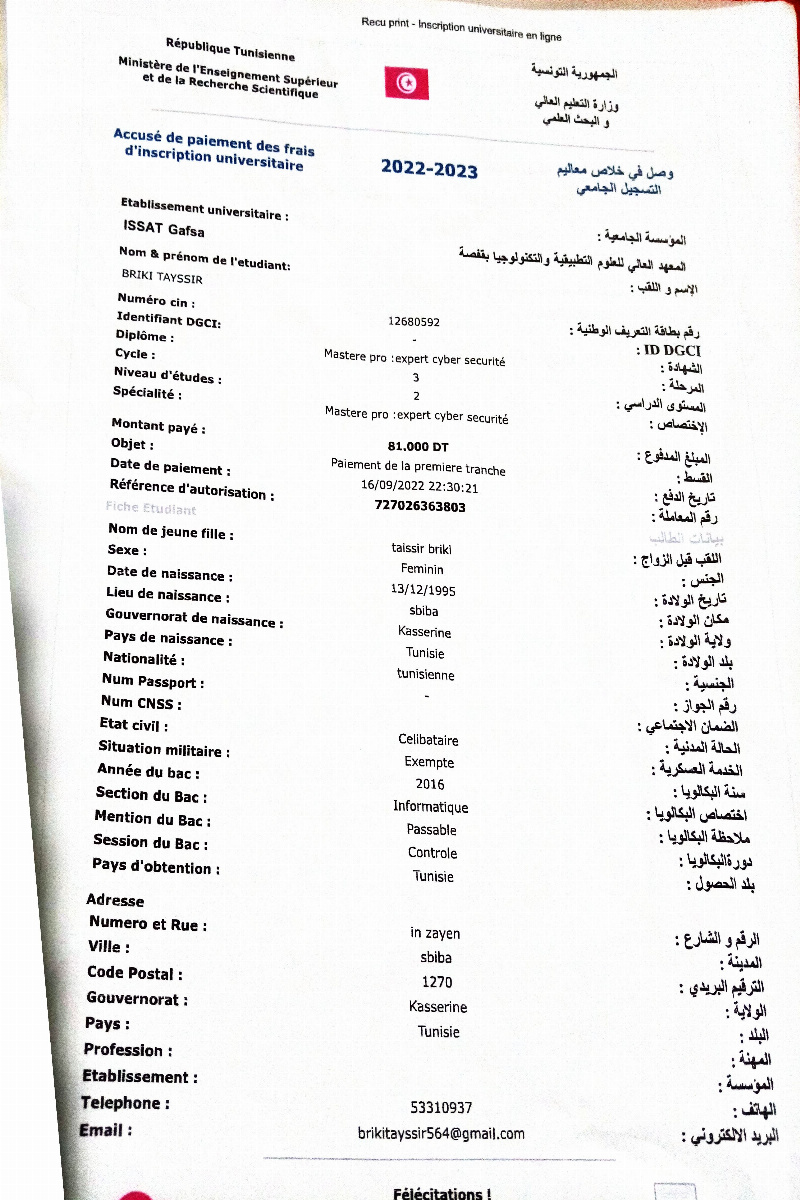 Recu print - Inscription universitaire en ligne
République Tunisienne
الجمهورية التونسية
Ministère de l'Enseignement Supérieur
et de la Recherche Scientifique
وزارة التعليم العالي
و البحث العلمي
Accusé de paiement des frais
d'inscription universitaire
2022-2023
وصل في خلاص معاليم
التسجيل الجامعي
Etablissement universitaire :
المؤسسة الجامعية :
ISSAT Gafsa
المعهد العالي للعلوم التطبيقية والتكنولوجيا بقفصة
Nom & prénom de l'etudiant:
الإسم و اللقب :
BRIKI TAYSSIR
Numéro cin : 12680592 رقم بطاقة التعريف الوطنية :
Identifiant DGCI: - ID DGCI :
Diplôme : Mastere pro :expert cyber securité الشهادة :
Cycle : 3 المرحلة :
Niveau d'études : 2 المستوى الدراسي :
Spécialité : Mastere pro :expert cyber securité الإختصاص :
Montant payé : 81.000 DT المبلغ المدفوع :
Objet : Paiement de la premiere tranche القسط :
Date de paiement : 16/09/2022 22:30:21 تاريخ الدفع :
Référence d'autorisation : 727026363803 رقم المعاملة :
Fiche Etudiant بيانات الطالب
Nom de jeune fille : taissir briki اللقب قبل الزواج :
Sexe : Feminin الجنس :
Date de naissance : 13/12/1995 تاريخ الولادة :
Lieu de naissance : sbiba مكان الولادة :
Gouvernorat de naissance : Kasserine ولاية الولادة :
Pays de naissance : Tunisie بلد الولادة :
Nationalité : tunisienne الجنسية :
Num Passport : - رقم الجواز :
Num CNSS : الضمان الاجتماعي :
Etat civil : Celibataire الحالة المدنية :
Situation militaire : Exempte الخدمة العسكرية :
Année du bac : 2016 سنة البكالويا :
Section du Bac : Informatique اختصاص البكالويا :
Mention du Bac : Passable ملاحظة البكالويا :
Session du Bac : Controle دورةالبكالويا :
Pays d'obtention : Tunisie بلد الحصول :
Adresse
Numero et Rue : in zayen الرقم و الشارع :
Ville : sbiba المدينة :
Code Postal : 1270 الترقيم البريدي :
Gouvernorat : Kasserine الولاية :
Pays : Tunisie البلد :
Profession : المهنة :
Etablissement : المؤسسة :
Telephone : 53310937 الهاتف :
Email : brikitayssir564@gmail.com البريد الالكتروني :
Félécitations !